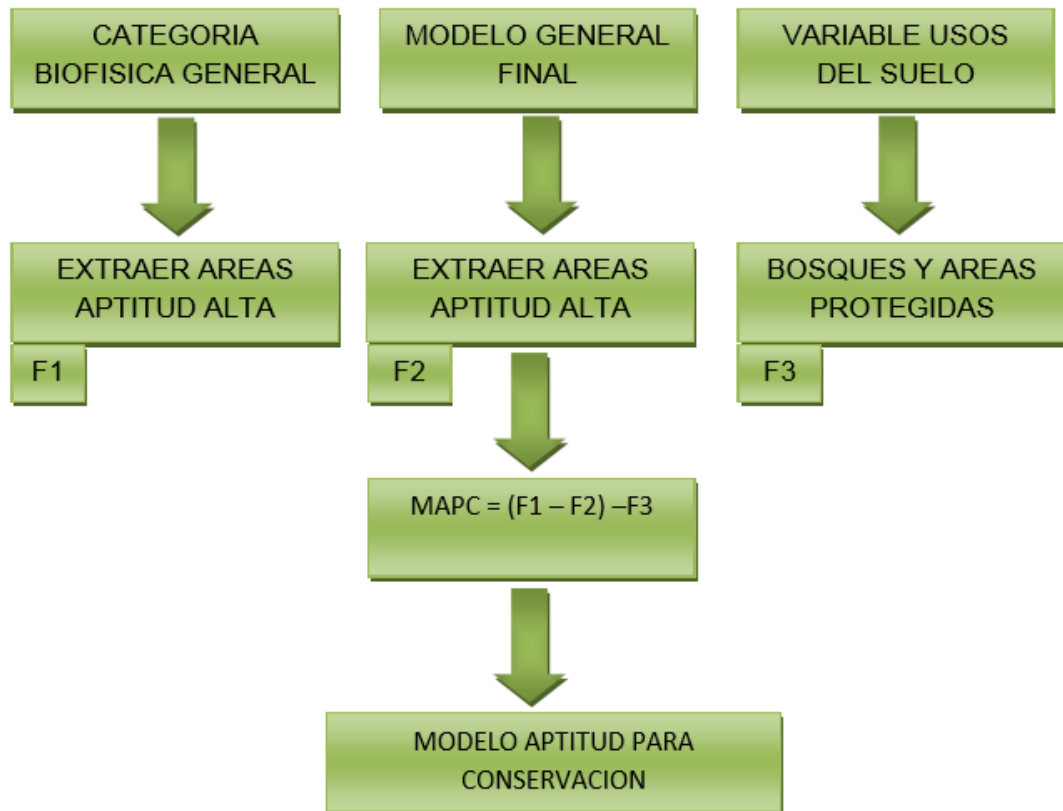 CATEGORIA
BIOFISICA GENERAL
MODELO GENERAL
FINAL
VARIABLE USOS
DEL SUELO
EXTRAER AREAS
APTITUD ALTA
F1
EXTRAER AREAS
APTITUD ALTA
F2
BOSQUES Y AREAS
PROTEGIDAS
F3
MAPC = (F1 – F2) –F3
MODELO APTITUD PARA
CONSERVACION